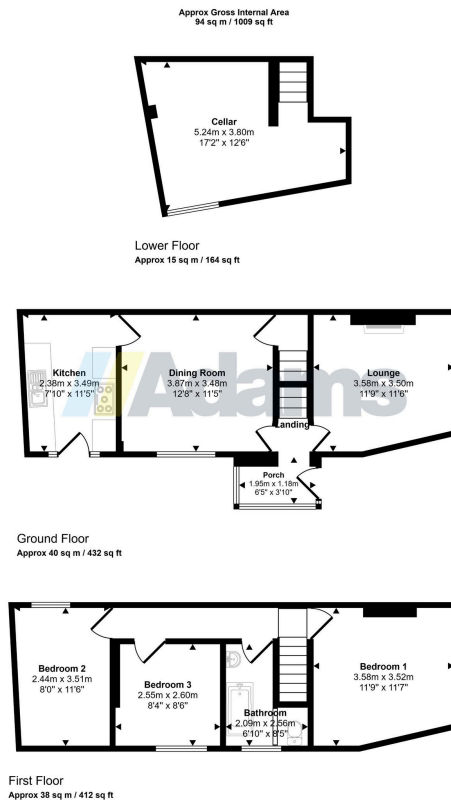 Approx Gross Internal Area
94 sq m / 1009 sq ft
Cellar
5.24m x 3.80m
17'2" x 12'6"
Lower Floor
Approx 15 sq m / 164 sq ft
Kitchen
2.38m x 3.49m
7'10" x 11'5"
Dining Room
3.87m x 3.48m
12'8" x 11'5"
Lounge
3.58m x 3.50m
11'9" x 11'6"
Adams
Landing
Porch
1.95m x 1.18m
6'5" x 3'10"
Ground Floor
Approx 40 sq m / 432 sq ft
Bedroom 2
2.44m x 3.51m
8'0" x 11'6"
Bedroom 3
2.55m x 2.60m
8'4" x 8'6"
Bathroom
2.09m x 2.56m
6'10" x 8'5"
Bedroom 1
3.58m x 3.52m
11'9" x 11'7"
First Floor
Approx 38 sq m / 412 sq ft